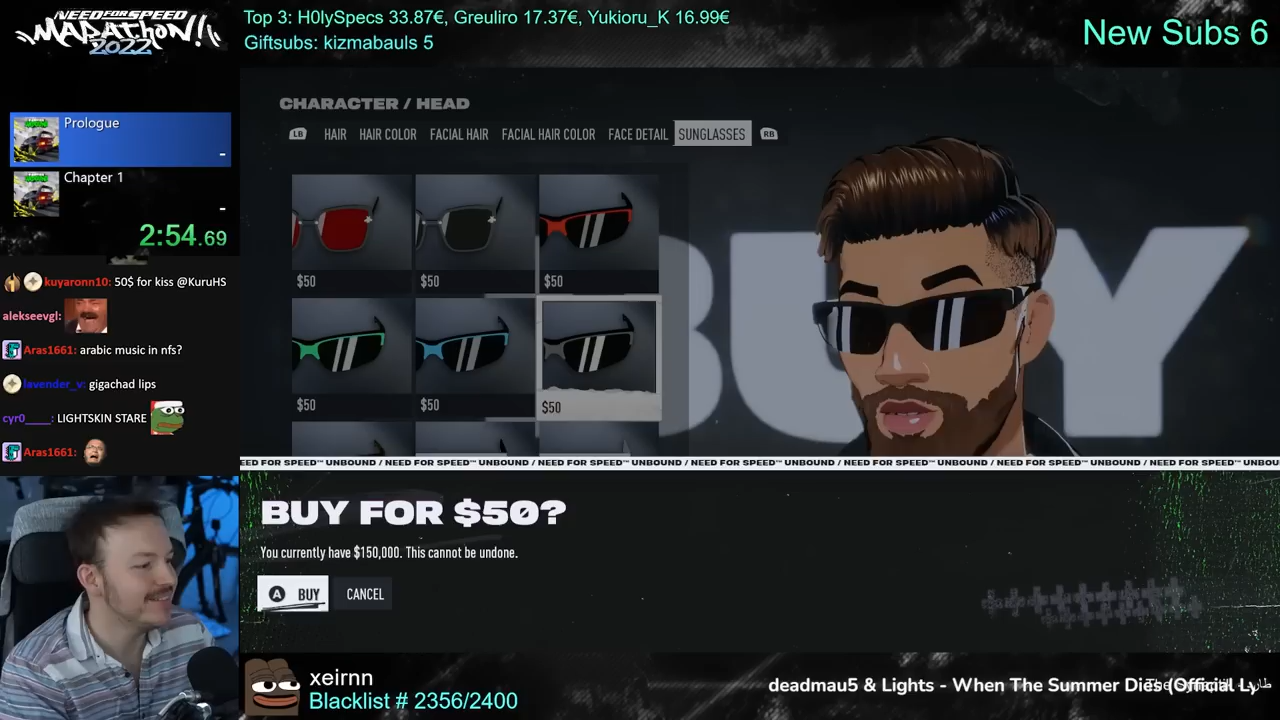 NEED FOR SPEED
MARATHON!!
2022
Top 3: H0lySpecs 33.87€, Greuliro 17.37€, Yukioru_K 16.99€
Giftsubs: kizmabauls 5
New Subs 6
Prologue
-
Chapter 1
-
2:54.69
kuyaronn10: 50$ for kiss @KuruHS
alekseevgl:
Aras1661: arabic music in nfs?
lavender_v: gigachad lips
cyr0____: LIGHTSKIN STARE
Aras1661:
CHARACTER / HEAD
LB HAIR HAIR COLOR FACIAL HAIR FACIAL HAIR COLOR FACE DETAIL SUNGLASSES RB
$50 $50 $50
$50 $50 $50
BUY
EED FOR SPEED™ UNBOUND / NEED FOR SPEED™ UNBOUND / NEED FOR SPEED™ UNBOUND / NEED FOR SPEED™ UNBOUND / NEED FOR SPEED™ UNBOUND / NEED FOR SPEED™ UNBOUND / NEED FOR SPEED™ UNBOUND / NEED FOR SPEED™ UNBOU
BUY FOR $50?
You currently have $150,000. This cannot be undone.
A BUY CANCEL
xeirnn
Blacklist # 2356/2400
deadmau5 & Lights - When The Summer Dies (Official Ly